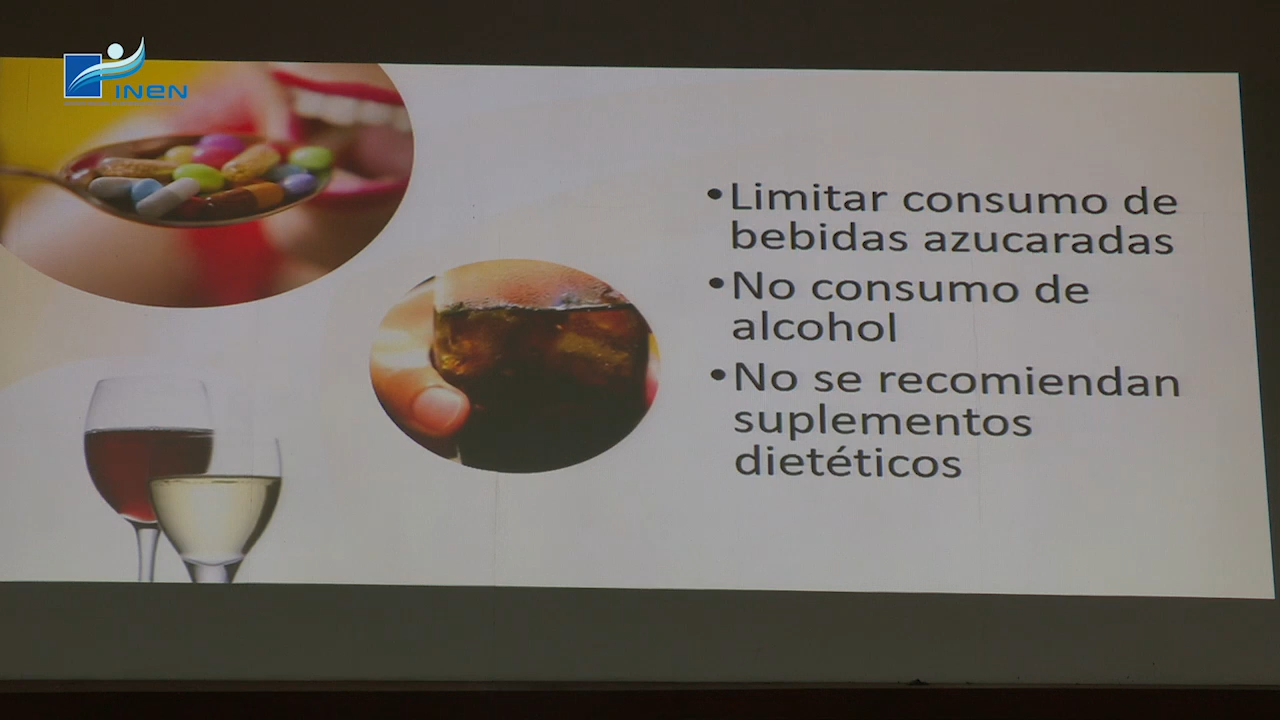 INEN
•Limitar consumo de
bebidas azucaradas
•No consumo de
alcohol
•No se recomiendan
suplementos
dietéticos